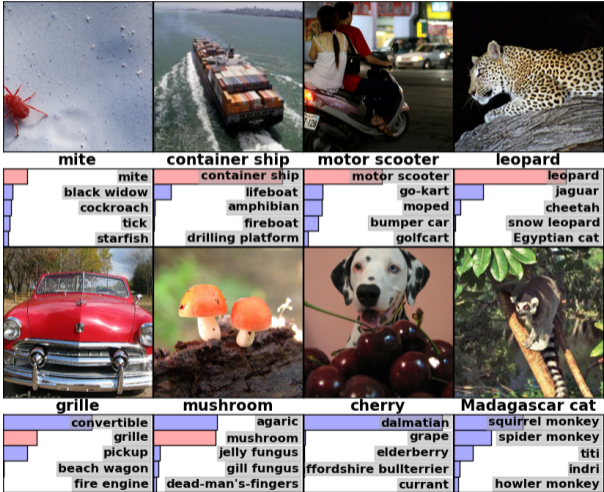 mite
container ship
motor scooter
leopard
mite
black widow
cockroach
tick
starfish
container ship
lifeboat
amphibian
fireboat
drilling platform
motor scooter
go-kart
moped
bumper car
golfcart
leopard
jaguar
cheetah
snow leopard
Egyptian cat
grille
mushroom
cherry
Madagascar cat
convertible
grille
pickup
beach wagon
fire engine
agaric
mushroom
jelly fungus
gill fungus
dead-man's-fingers
dalmatian
grape
elderberry
ffordshire bullterrier
currant
squirrel monkey
spider monkey
titi
indri
howler monkey